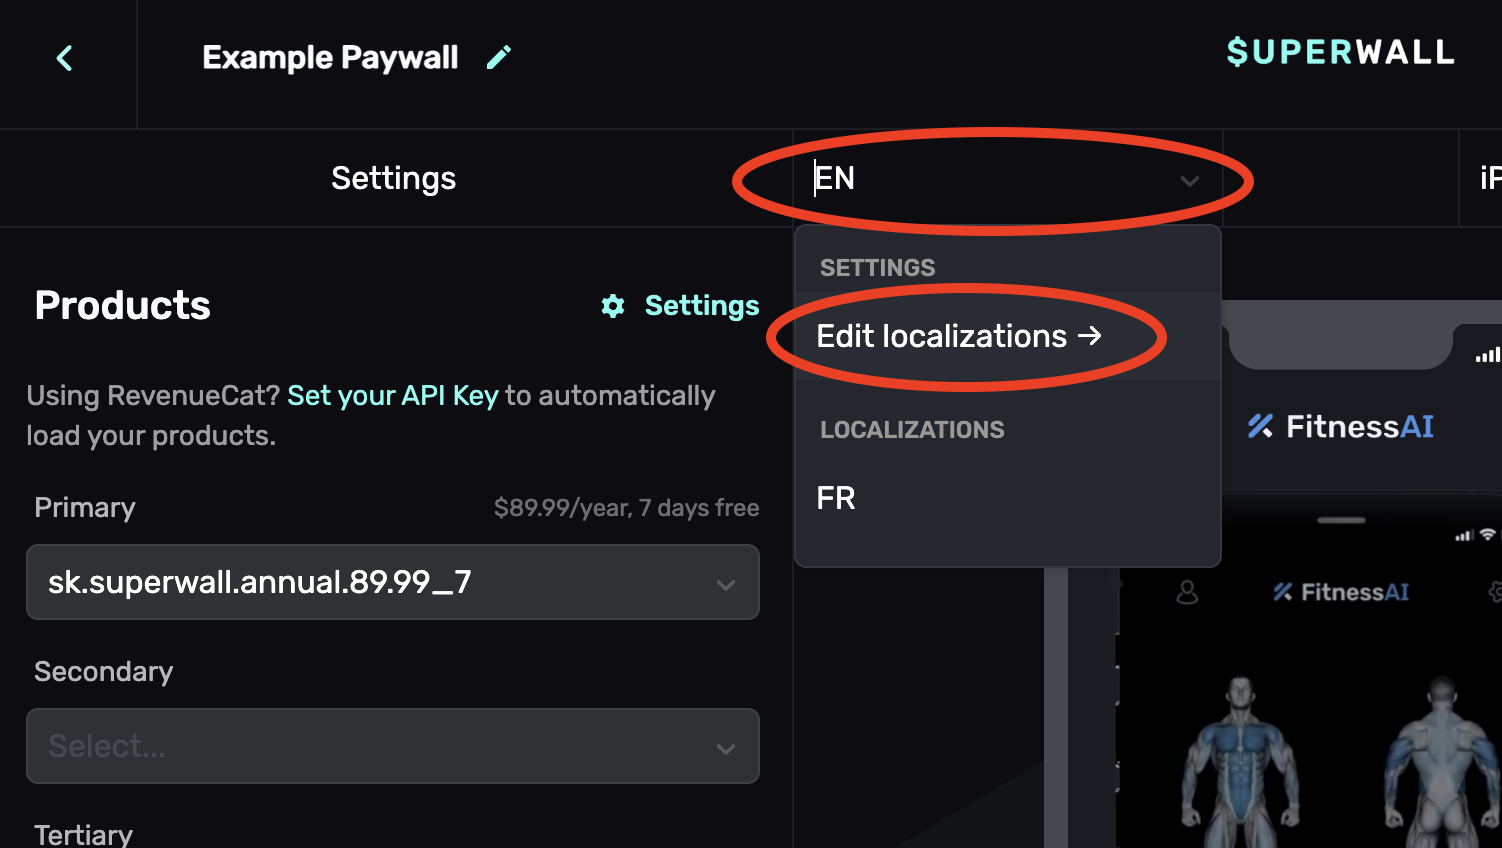 Example Paywall
$UPERWALL
Settings
EN
iP
SETTINGS
Edit localizations →
LOCALIZATIONS
FR
Products
Settings
Using RevenueCat? Set your API Key to automatically
load your products.
Primary
$89.99/year, 7 days free
sk.superwall.annual.89.99_7
Secondary
Select...
Tertiary
FitnessAI
FitnessAI